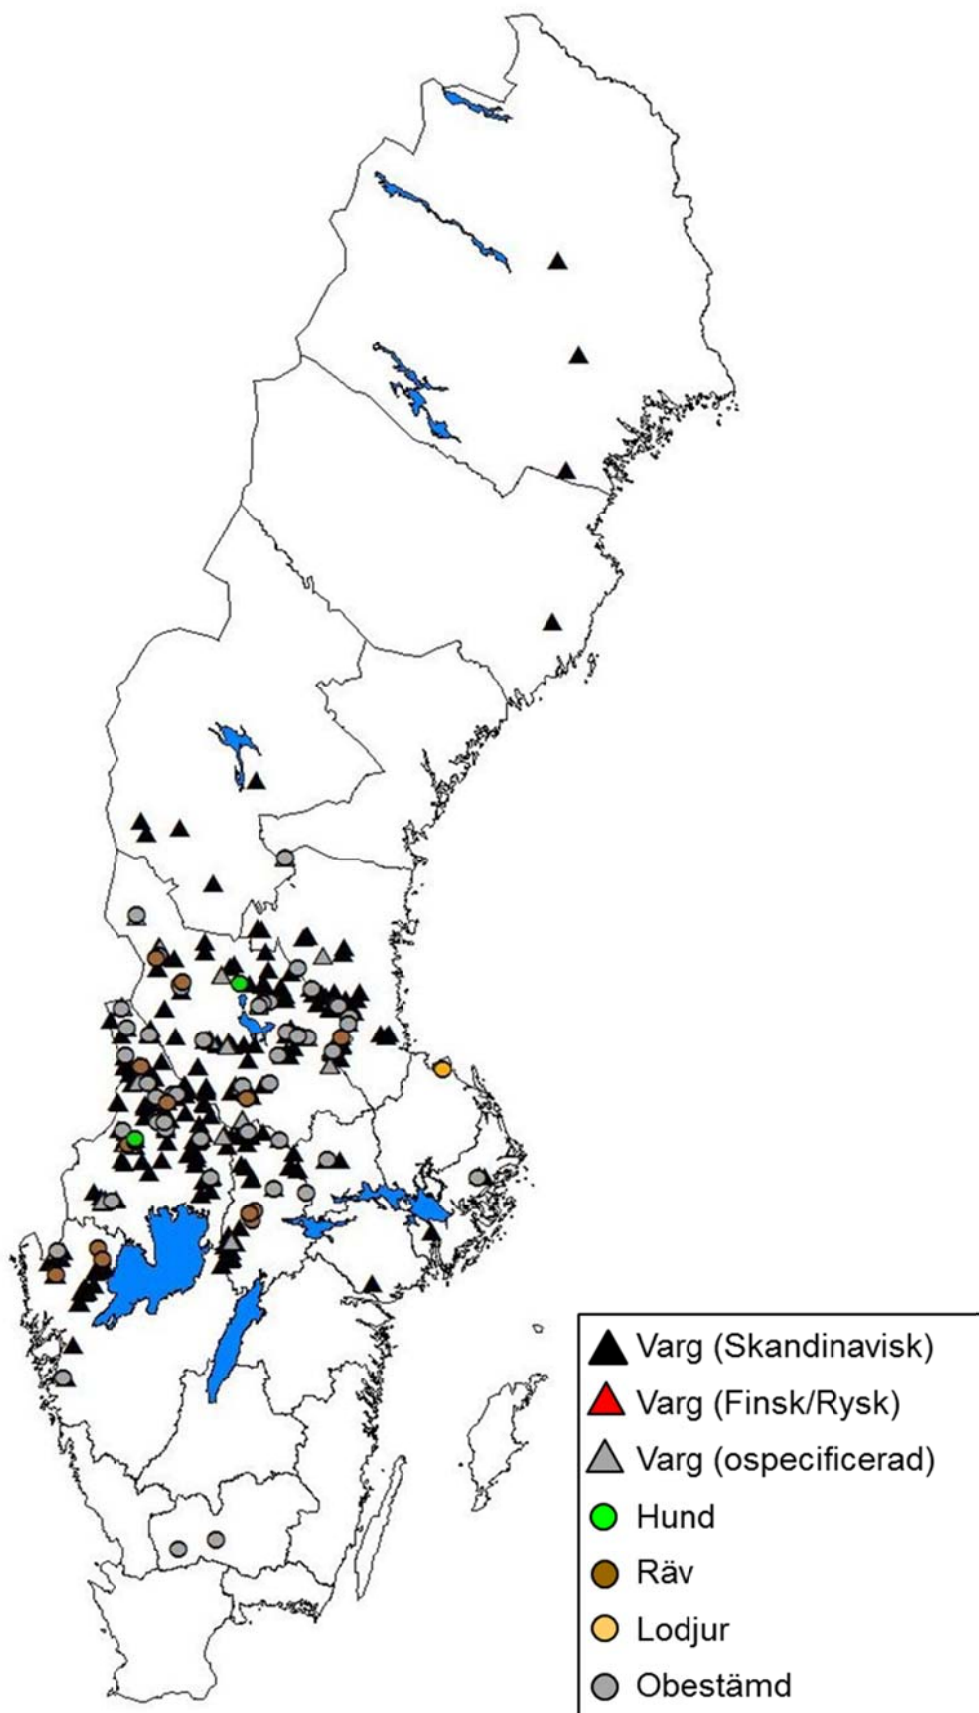 Varg (Skandinavisk)
Varg (Finsk/Rysk)
Varg (ospecificerad)
Hund
Räv
Lodjur
Obestämd